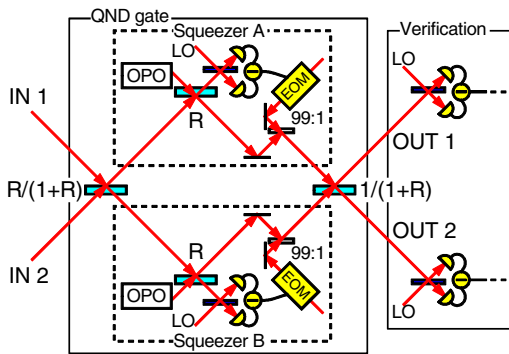 QND gate
Squeezer A
Verification
LO
OPO
EOM
LO
IN 1
R
99:1
OUT 1
R/(1+R)
1/(1+R)
IN 2
R
99:1
OUT 2
OPO
EOM
LO
LO
Squeezer B